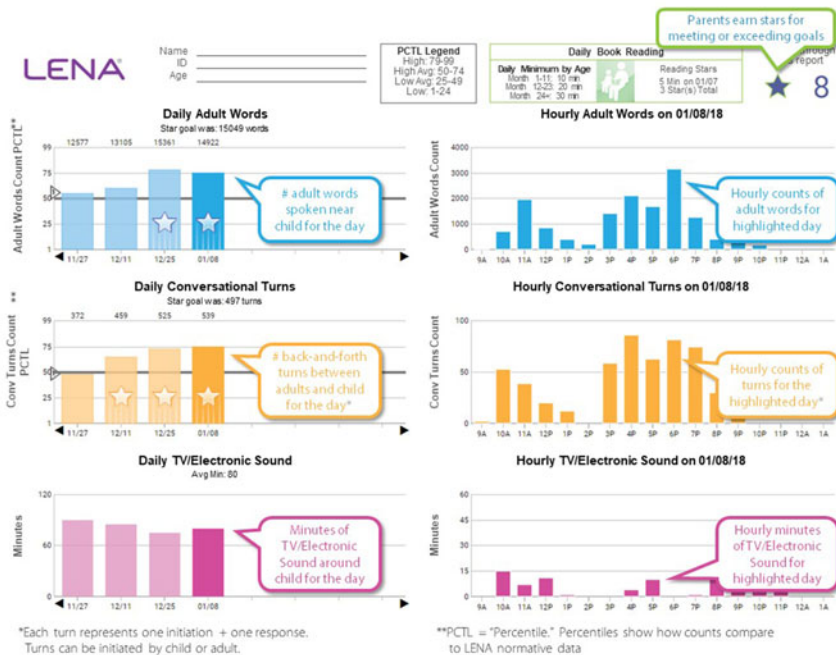 Parents earn stars for
meeting or exceeding goals
LENA
Name
ID
Age
PCTL Legend
High: 79-99
High Avg: 50-74
Low Avg: 25-49
Low: 1-24
Daily Book Reading
Daily Minimum by Age
Month 1-11: 10 min
Month 12-23: 20 min
Month 24+: 30 min
Reading Stars
5 Min on 01/07
3 Star(s) Total
report
8
Daily Adult Words
Star goal was: 15049 words
12577 13105 15361 14922
Adult Words Count PCTL**
99
75
50
25
1
11/27 12/11 12/25 01/08
# adult words
spoken near
child for the day
Hourly Adult Words on 01/08/18
Adult Words Count
4000
3000
2000
1000
0
9A 10A 11A 12P 1P 2P 3P 4P 5P 6P 7P 8P 9P 10P 11P 12A 1A
Hourly counts of
adult words for
highlighted day
Daily Conversational Turns
Star goal was: 497 turns
372 459 525 539
Conv Turns Count
PCTL
**
99
75
50
25
1
11/27 12/11 12/25 01/08
# back-and-forth
turns between
adults and child
for the day*
Hourly Conversational Turns on 01/08/18
Conv Turns Count
100
50
0
9A 10A 11A 12P 1P 2P 3P 4P 5P 6P 7P 8P 9P 10P 11P 12A 1A
Hourly counts
of turns for the
highlighted day*
Daily TV/Electronic Sound
Avg Min: 80
Minutes
120
90
60
30
0
11/27 12/11 12/25 01/08
Minutes of
TV/Electronic
Sound around
child for the day
Hourly TV/Electronic Sound on 01/08/18
Minutes
60
45
30
15
0
9A 10A 11A 12P 1P 2P 3P 4P 5P 6P 7P 8P 9P 10P 11P 12A 1A
Hourly minutes
of TV/Electronic
Sound for
highlighted day
*Each turn represents one initiation + one response.
Turns can be initiated by child or adult.
**PCTL = "Percentile." Percentiles show how counts compare
to LENA normative data